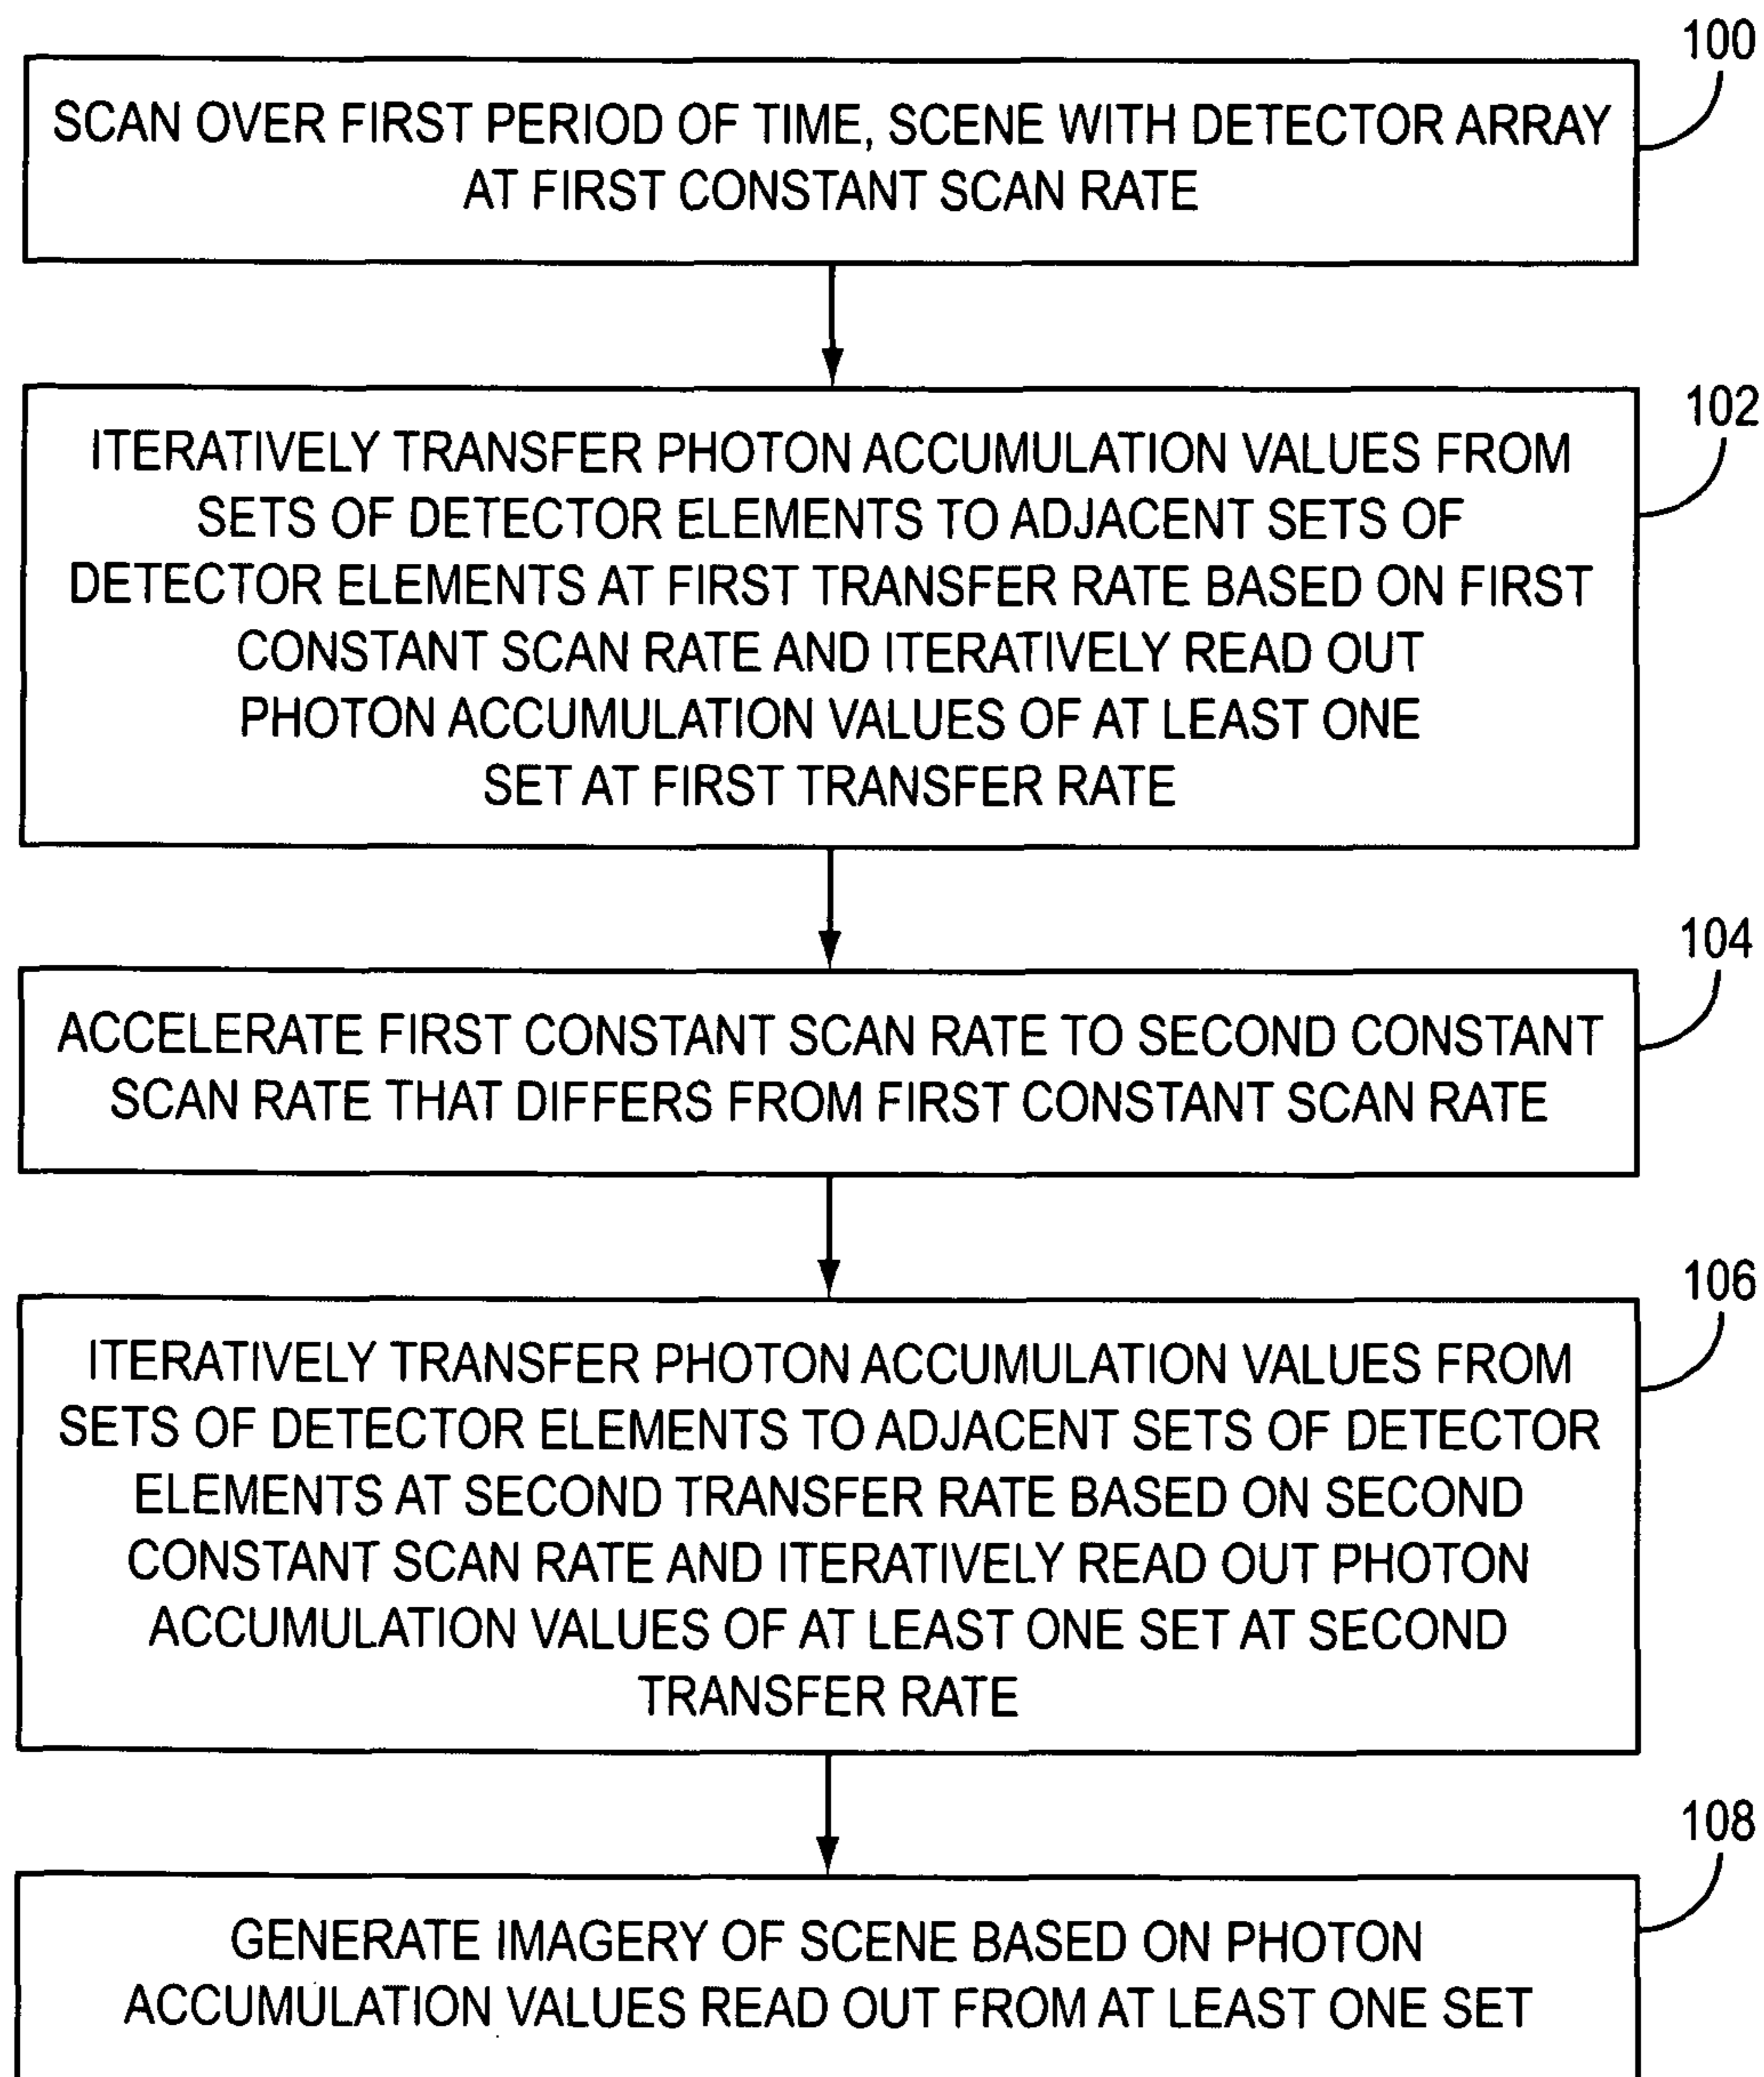 100
SCAN OVER FIRST PERIOD OF TIME, SCENE WITH DETECTOR ARRAY
AT FIRST CONSTANT SCAN RATE
102
ITERATIVELY TRANSFER PHOTON ACCUMULATION VALUES FROM
SETS OF DETECTOR ELEMENTS TO ADJACENT SETS OF
DETECTOR ELEMENTS AT FIRST TRANSFER RATE BASED ON FIRST
CONSTANT SCAN RATE AND ITERATIVELY READ OUT
PHOTON ACCUMULATION VALUES OF AT LEAST ONE
SET AT FIRST TRANSFER RATE
104
ACCELERATE FIRST CONSTANT SCAN RATE TO SECOND CONSTANT
SCAN RATE THAT DIFFERS FROM FIRST CONSTANT SCAN RATE
106
ITERATIVELY TRANSFER PHOTON ACCUMULATION VALUES FROM
SETS OF DETECTOR ELEMENTS TO ADJACENT SETS OF DETECTOR
ELEMENTS AT SECOND TRANSFER RATE BASED ON SECOND
CONSTANT SCAN RATE AND ITERATIVELY READ OUT PHOTON
ACCUMULATION VALUES OF AT LEAST ONE SET AT SECOND
TRANSFER RATE
108
GENERATE IMAGERY OF SCENE BASED ON PHOTON
ACCUMULATION VALUES READ OUT FROM AT LEAST ONE SET